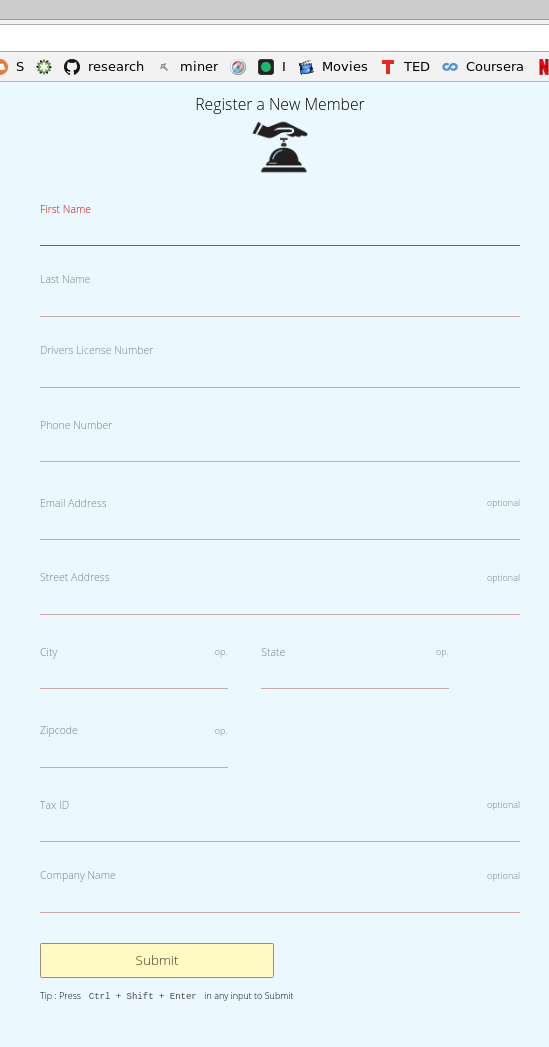 S research miner I Movies TED Coursera
Register a New Member
First Name
Last Name
Drivers License Number
Phone Number
Email Address optional
Street Address optional
City op. State op.
Zipcode op.
Tax ID optional
Company Name optional
Submit
Tip : Press Ctrl + Shift + Enter in any input to Submit